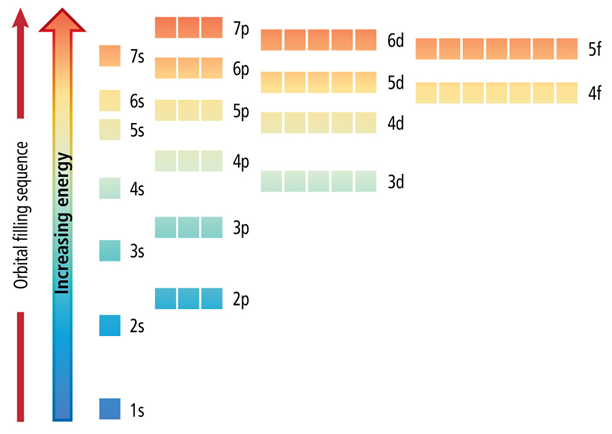 Orbital filling sequence
Increasing energy
7p
6d
5f
7s
6p
5d
4f
6s
5p
4d
5s
4p
3d
4s
3p
3s
2p
2s
1s